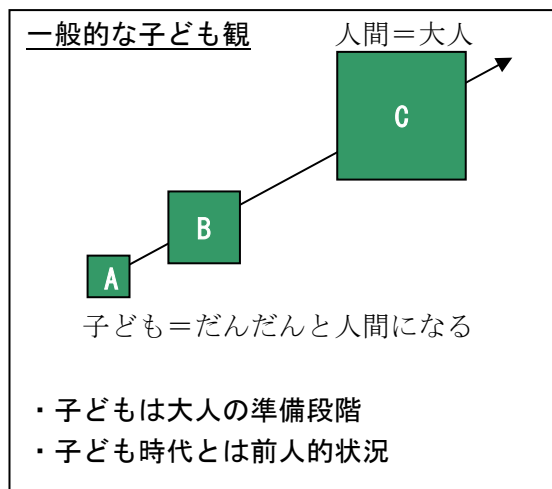 一般的な子ども観
人間＝大人
C
B
A
子ども＝だんだんと人間になる
・子どもは大人の準備段階
・子ども時代とは前人的状況